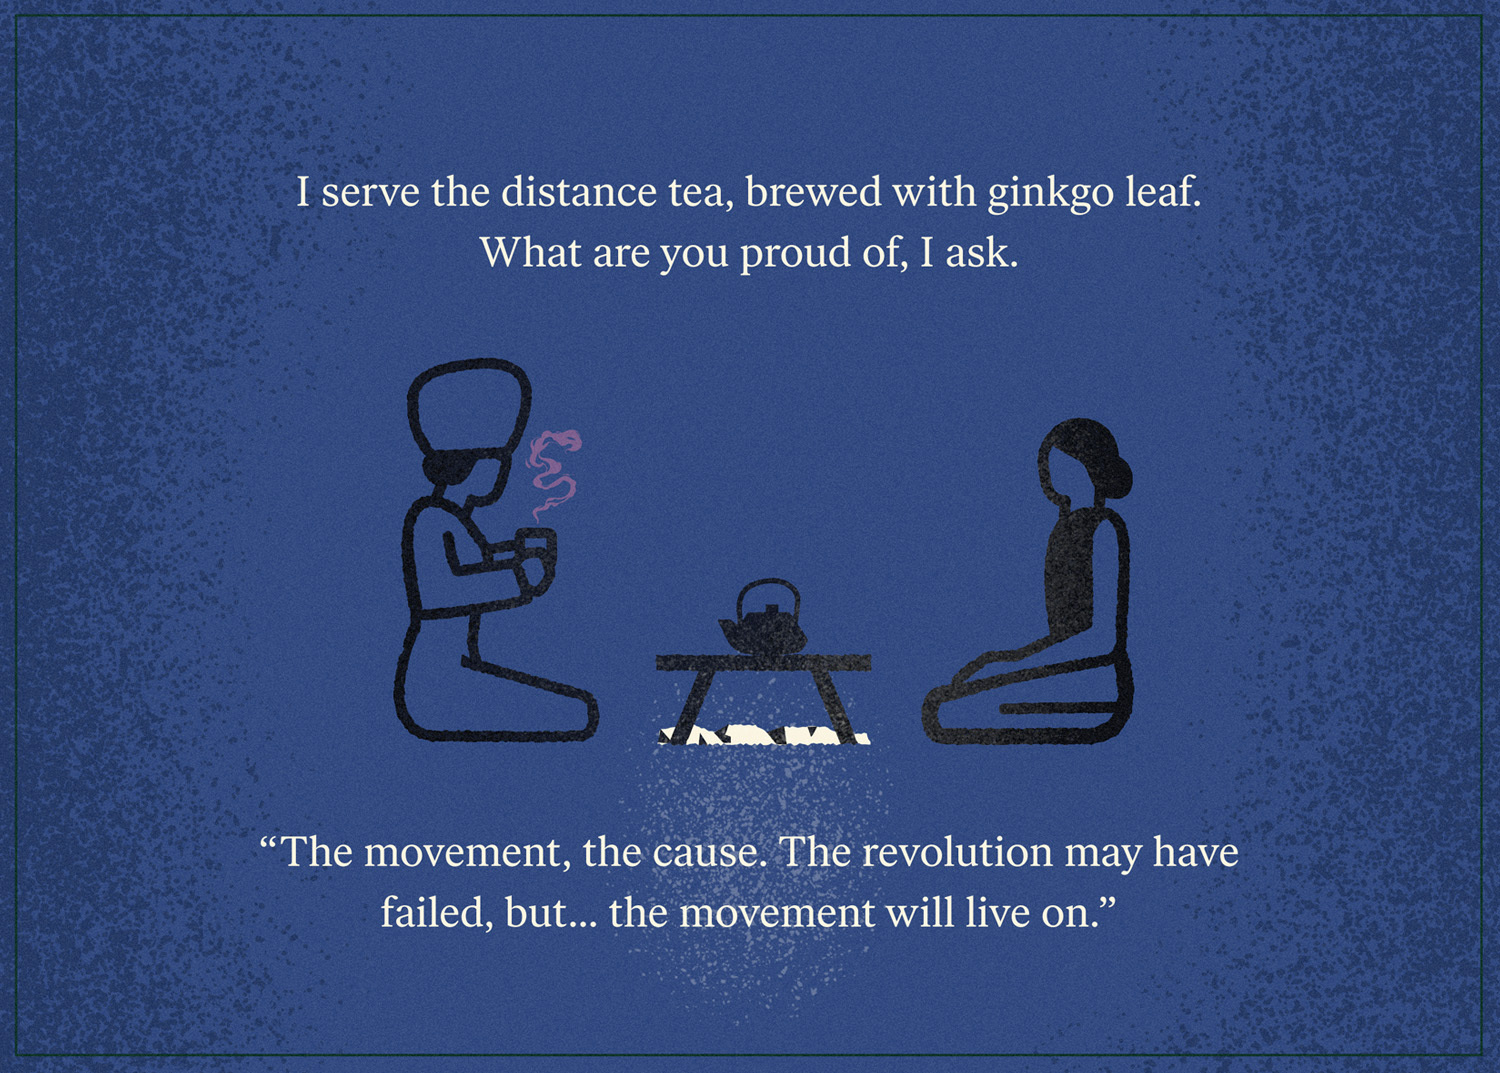 I serve the distance tea, brewed with ginkgo leaf.
What are you proud of, I ask.
“The movement, the cause. The revolution may have
failed, but... the movement will live on.”